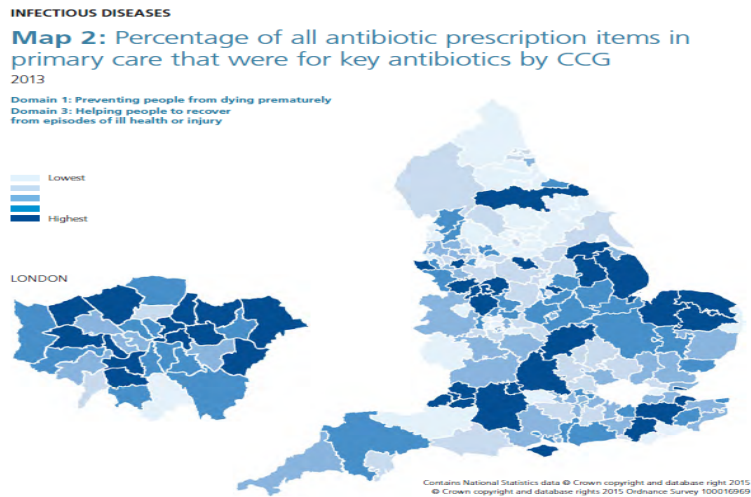 INFECTIOUS DISEASES
Map 2: Percentage of all antibiotic prescription items in
primary care that were for key antibiotics by CCG
2013
Domain 1: Preventing people from dying prematurely
Domain 3: Helping people to recover
from episodes of ill health or injury
Lowest
Highest
LONDON
Contains National Statistics data © Crown copyright and database right 2015
© Crown copyright and database rights 2015 Ordnance Survey 100016969